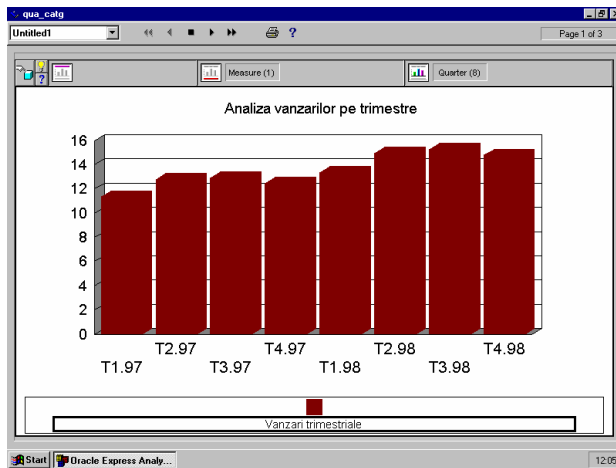 qua_catg
Untitled1
?
Page 1 of 3
?
Measure (1)
Quarter (8)
Analiza vanzarilor pe trimestre
16
14
12
10
8
6
4
2
0
T2.97 T4.97 T2.98 T4.98
T1.97 T3.97 T1.98 T3.98
Vanzari trimestriale
Start Oracle Express Analy... 12:05